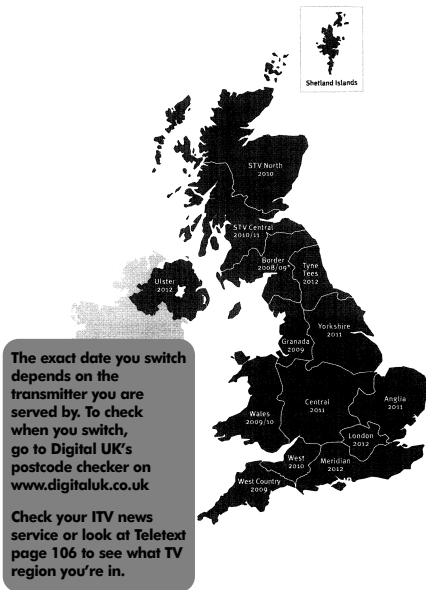 Shetland Islands
STV North
2010
STV Central
2010/11
Border
2008/09*
Tyne
Tees
2012
Ulster
2012
Granada
2009
Yorkshire
2011
Central
2011
Anglia
2011
Wales
2009/10
London
2012
West
2010
Meridian
2012
West Country
2009
The exact date you switch
depends on the
transmitter you are
served by. To check
when you switch,
go to Digital UK’s
postcode checker on
www.digitaluk.co.uk
Check your ITV news
service or look at Teletext
page 106 to see what TV
region you’re in.